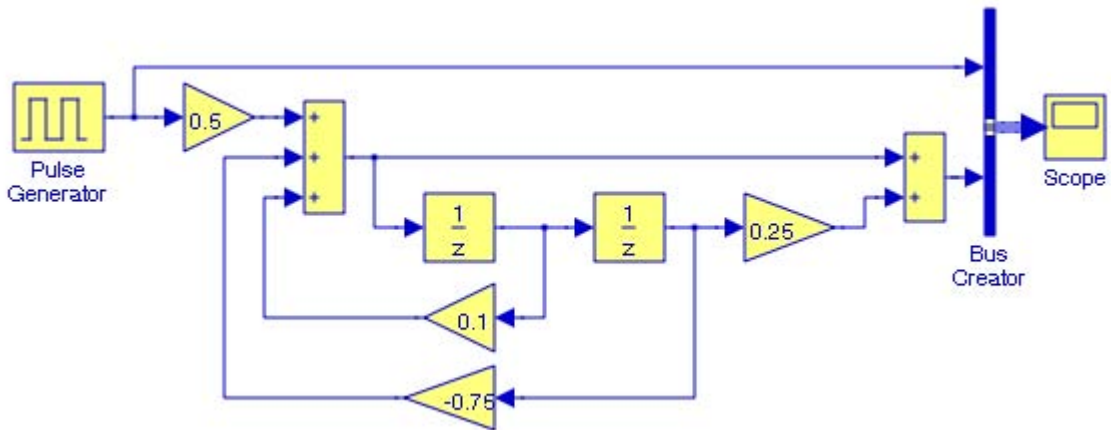 Pulse
Generator
0.5
+
+
+
1
z
1
z
0.25
+
+
0.1
-0.75
Bus
Creator
Scope